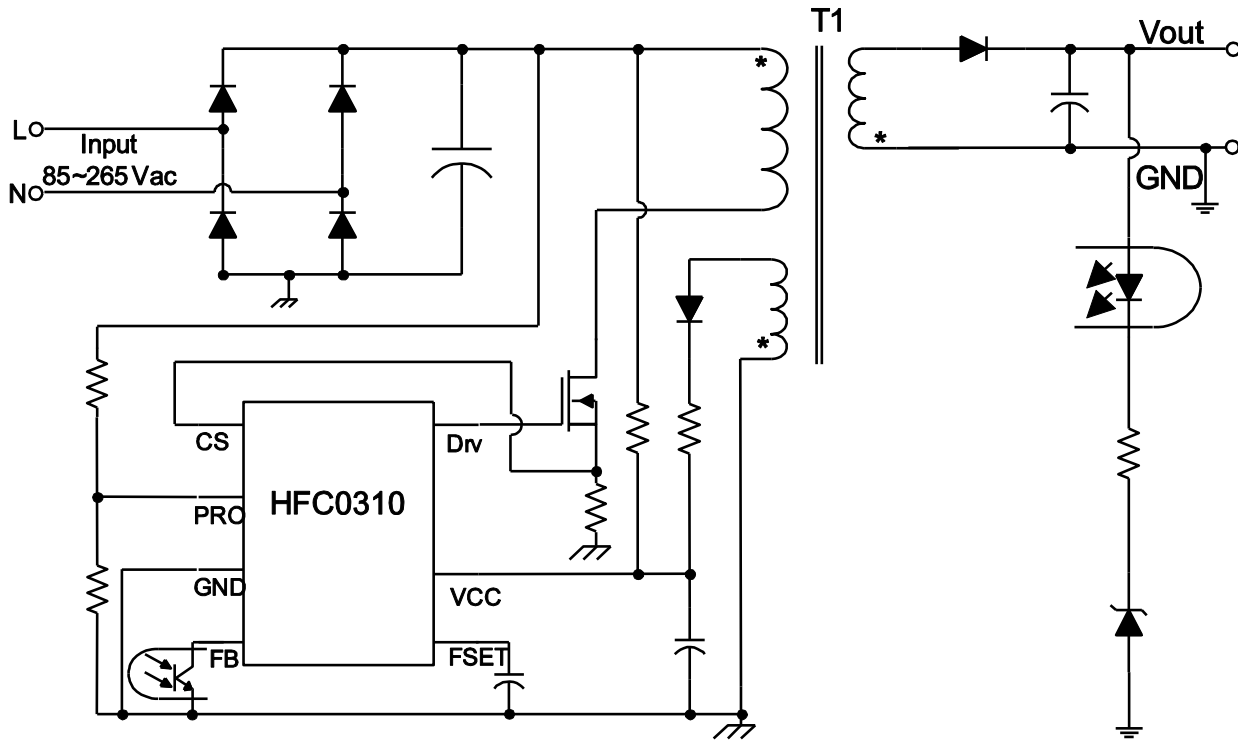 T1
*
Vout
L
Input
85~265 Vac
N
*
GND
*
CS
Drv
HFC0310
PRO
GND
VCC
FB
FSET